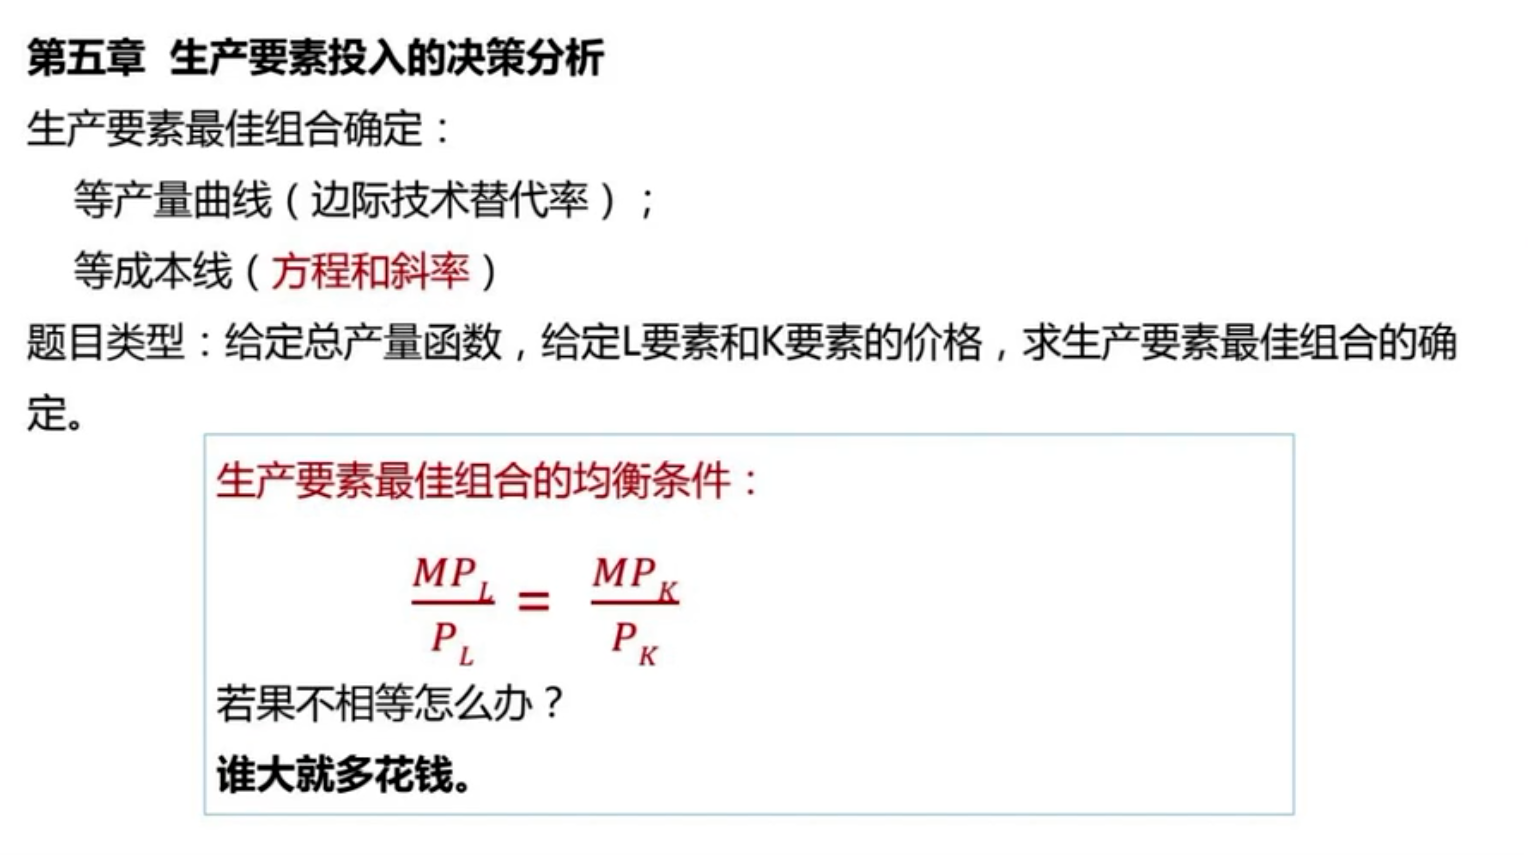 第五章 生产要素投入的决策分析
生产要素最佳组合确定：
等产量曲线（边际技术替代率）；
等成本线（方程和斜率）
题目类型：给定总产量函数，给定L要素和K要素的价格，求生产要素最佳组合的确
定。
生产要素最佳组合的均衡条件：
MP_L/P_L = MP_K/P_K
若果不相等怎么办？
谁大就多花钱。